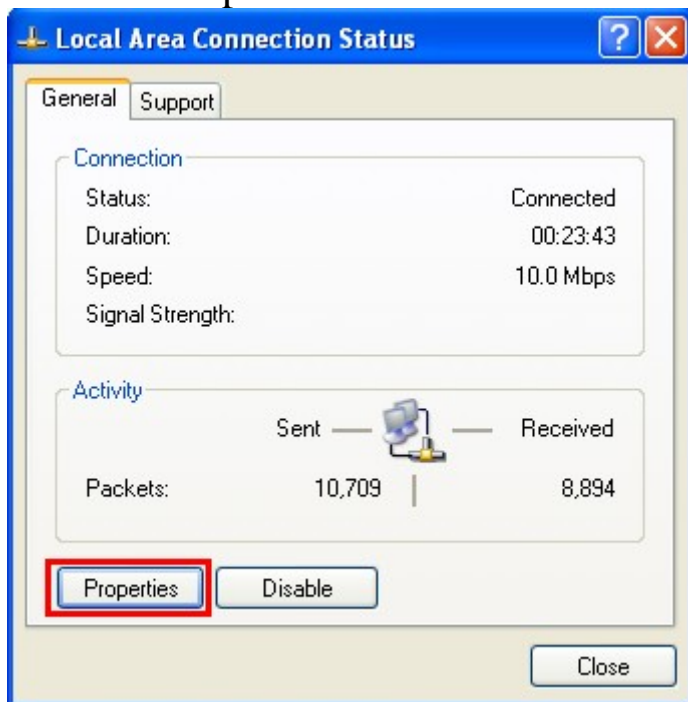 Local Area Connection Status
General Support
Connection
Status: Connected
Duration: 00:23:43
Speed: 10.0 Mbps
Signal Strength:
Activity
Sent Received
Packets: 10,709 8,894
Properties Disable
Close